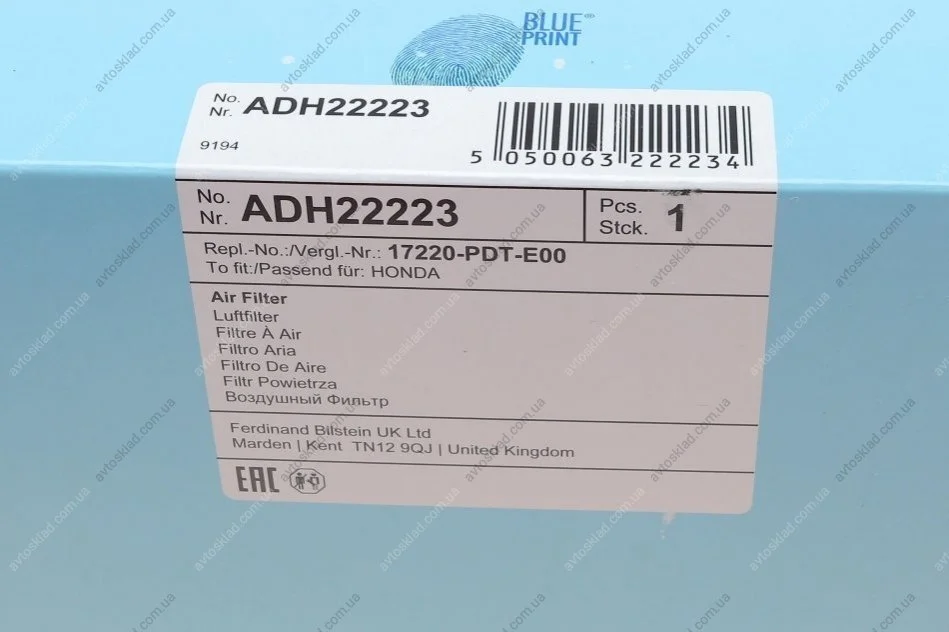 BLUE
PRINT®
No.
Nr. ADH22223
9194
5 050063 222234
No.
Nr. ADH22223
Pcs.
Stck. 1
Repl.-No.:/Vergl.-Nr.: 17220-PDT-E00
To fit:/Passend für: HONDA
Air Filter
Luftfilter
Filtre À Air
Filtro Aria
Filtro De Aire
Filtr Powietrza
Воздушный Фильтр
Ferdinand Bilstein UK Ltd
Marden | Kent TN12 9QJ | United Kingdom
EAC
avtosklad.com.ua